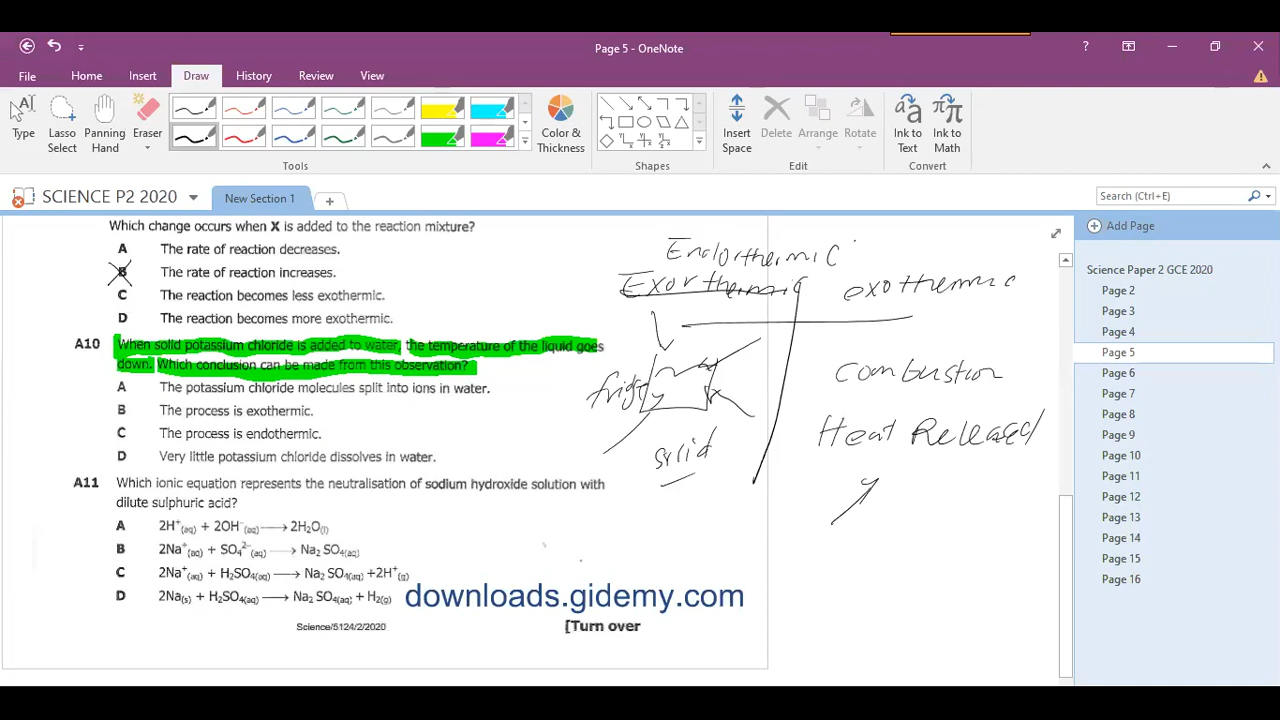 Page 5 - OneNote
File Home Insert Draw History Review View
Type
Lasso Select
Panning Hand
Eraser
Color & Thickness
Insert Space
Delete
Arrange
Rotate
Ink to Text
Ink to Math
Tools Shapes Edit Convert
SCIENCE P2 2020 New Section 1
Search (Ctrl+E)
Which change occurs when X is added to the reaction mixture?
A The rate of reaction decreases.
B The rate of reaction increases.
C The reaction becomes less exothermic.
D The reaction becomes more exothermic.
A10 When solid potassium chloride is added to water, the temperature of the liquid goes
down. Which conclusion can be made from this observation?
A The potassium chloride molecules split into ions in water.
B The process is exothermic.
C The process is endothermic.
D Very little potassium chloride dissolves in water.
A11 Which ionic equation represents the neutralisation of sodium hydroxide solution with
dilute sulphuric acid?
A 2H⁺(aq) + 2OH⁻(aq) ⟶ 2H₂O(l)
B 2Na⁺(aq) + SO₄²⁻(aq) ⟶ Na₂ SO₄(aq)
C 2Na⁺(aq) + H₂SO₄(aq) ⟶ Na₂ SO₄(aq) +2H⁺(g)
D 2Na(s) + H₂SO₄(aq) ⟶ Na₂ SO₄(aq) + H₂(g)
downloads.gidemy.com
Science/5124/2/2020
[Turn over
Endorthermic
Exorthermic
exothermic
fridge
solid
Combustion
Heat Released
Add Page
Science Paper 2 GCE 2020
Page 2
Page 3
Page 4
Page 5
Page 6
Page 7
Page 8
Page 9
Page 10
Page 11
Page 12
Page 13
Page 14
Page 15
Page 16